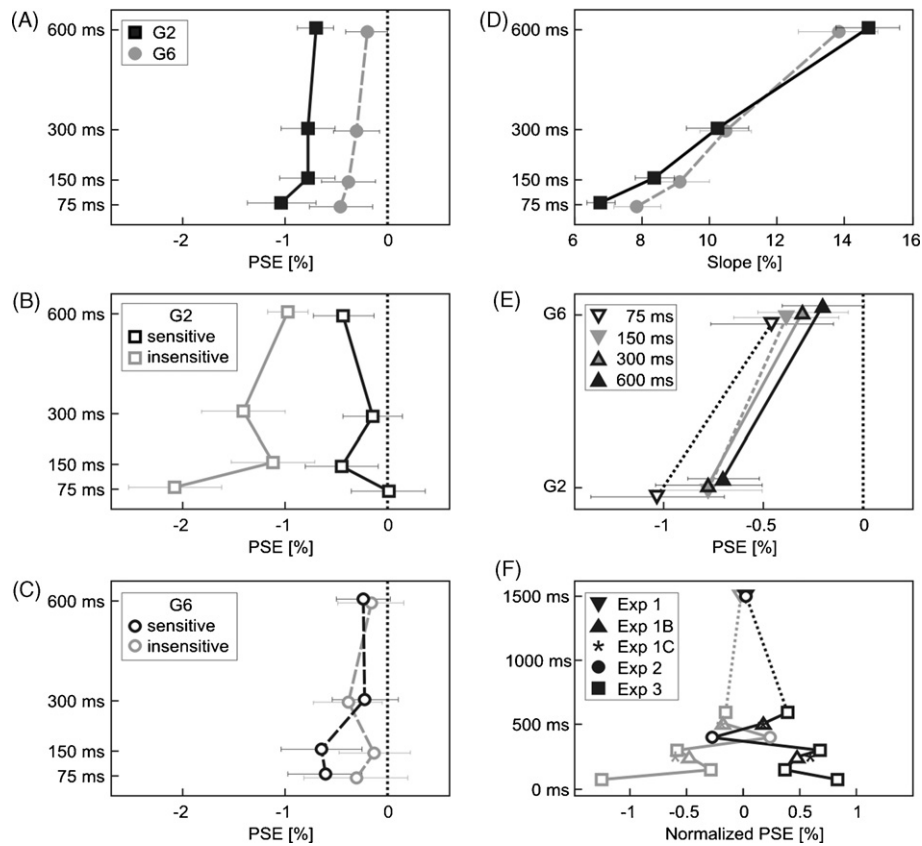 (A)
G2
G6
600 ms
300 ms
150 ms
75 ms
-2
-1
0
PSE [%]
(D)
600 ms
300 ms
150 ms
75 ms
6
8
10
12
14
16
Slope [%]
(B)
G2
sensitive
insensitive
600 ms
300 ms
150 ms
75 ms
-2
-1
0
PSE [%]
(E)
75 ms
150 ms
300 ms
600 ms
G6
G2
-1
-0.5
0
PSE [%]
(C)
G6
sensitive
insensitive
600 ms
300 ms
150 ms
75 ms
-2
-1
0
PSE [%]
(F)
Exp 1
Exp 1B
Exp 1C
Exp 2
Exp 3
1500 ms
1000 ms
500 ms
0 ms
-1
-0.5
0
0.5
1
Normalized PSE [%]